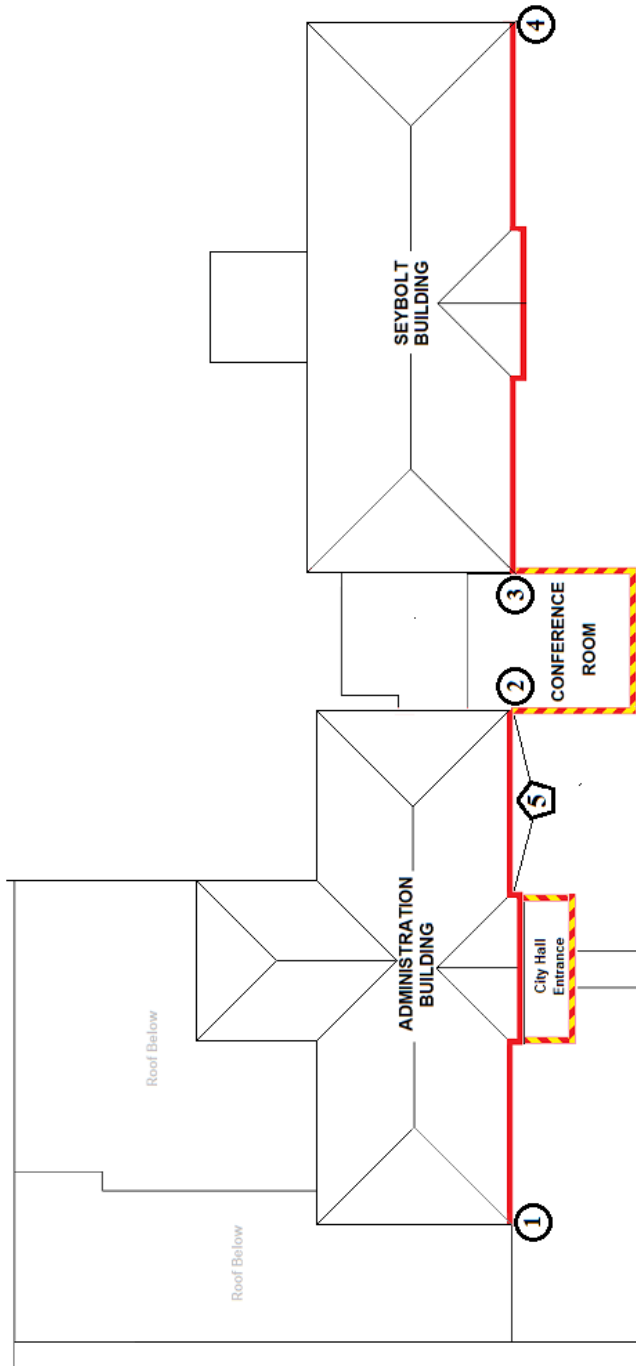 Roof Below
Roof Below
ADMINISTRATION
BUILDING
SEYBOLT
BUILDING
City Hall
Entrance
CONFERENCE
ROOM
1
5
2
3
4